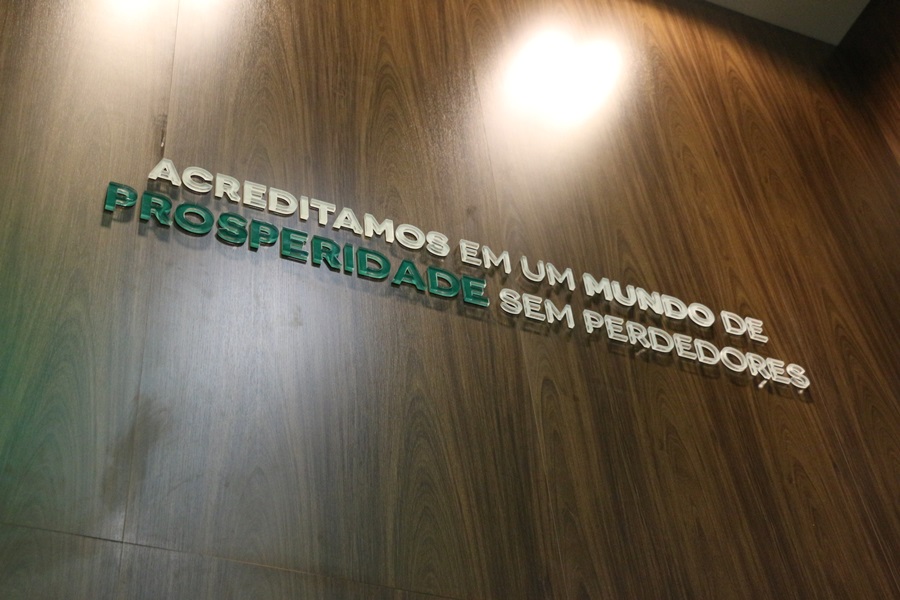 ACREDITAMOS EM UM MUNDO DE
PROSPERIDADE SEM PERDEDORES